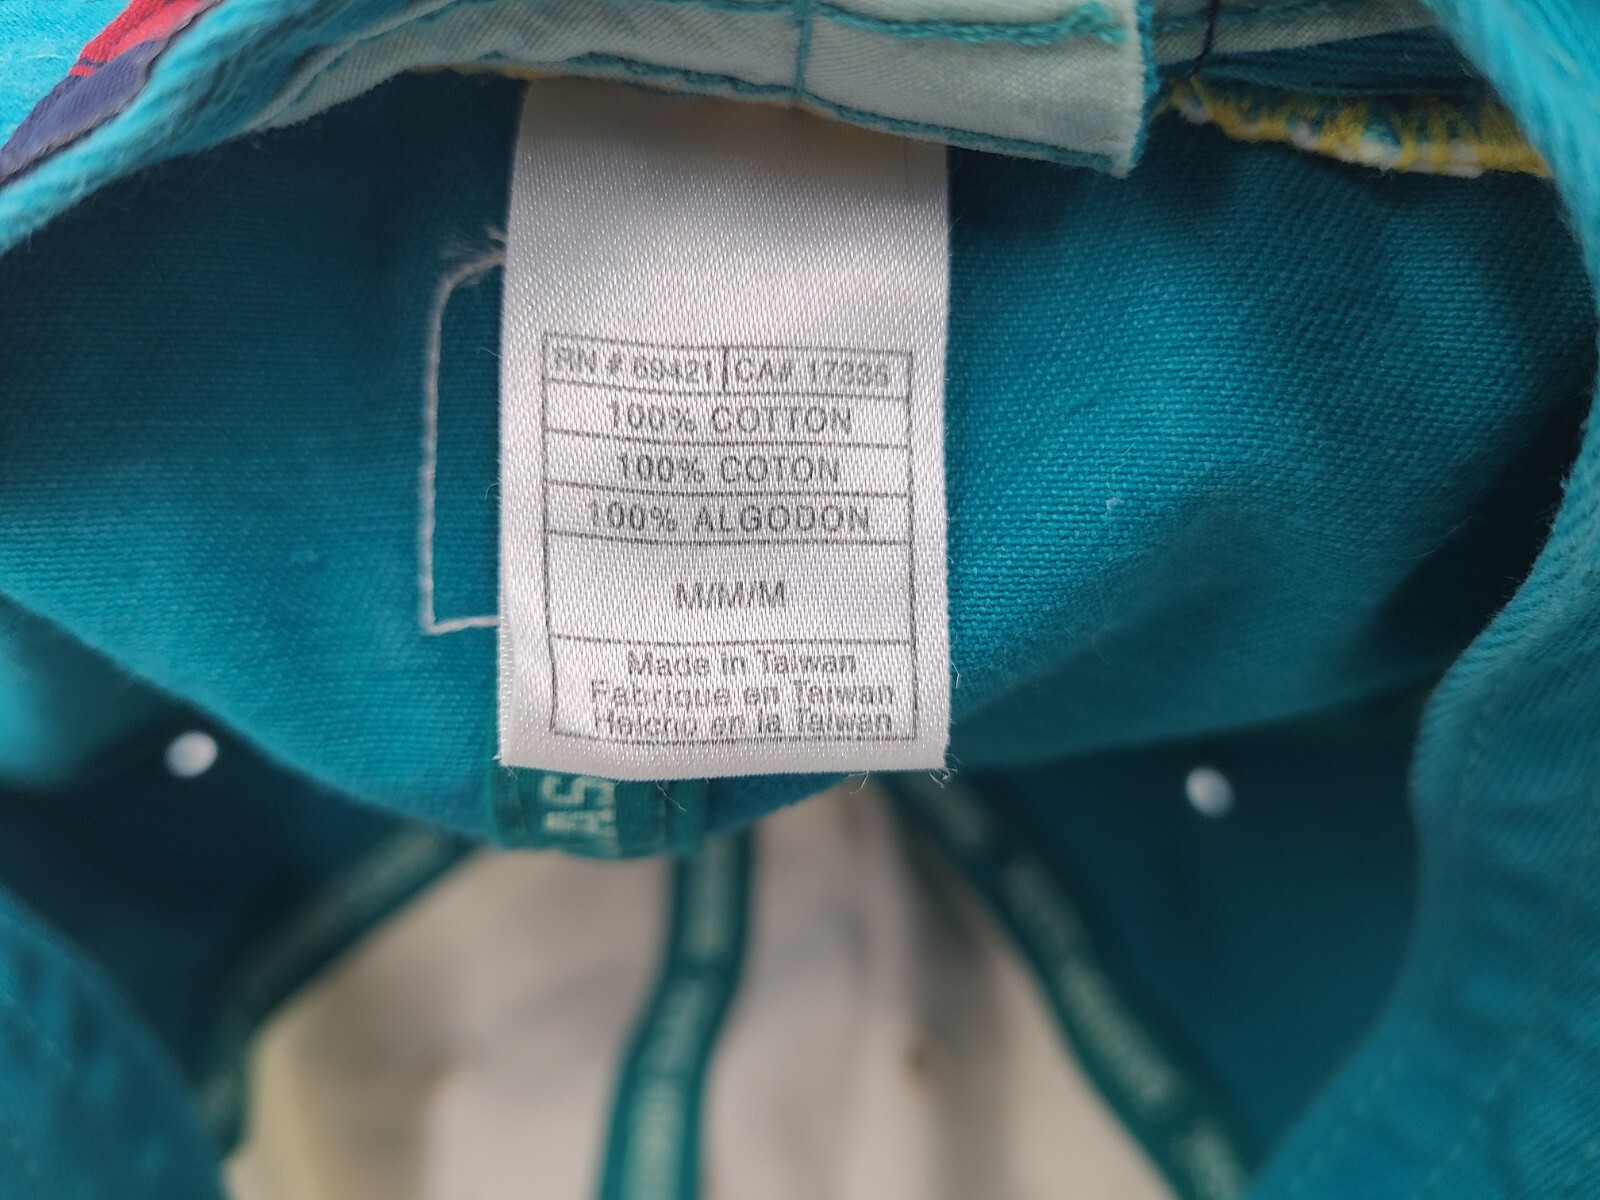 RN # 69421 CA# 17335
100% COTTON
100% COTON
100% ALGODON
M/M/M
Made in Taiwan
Fabrique en Taiwan
Helcho en la Taiwan